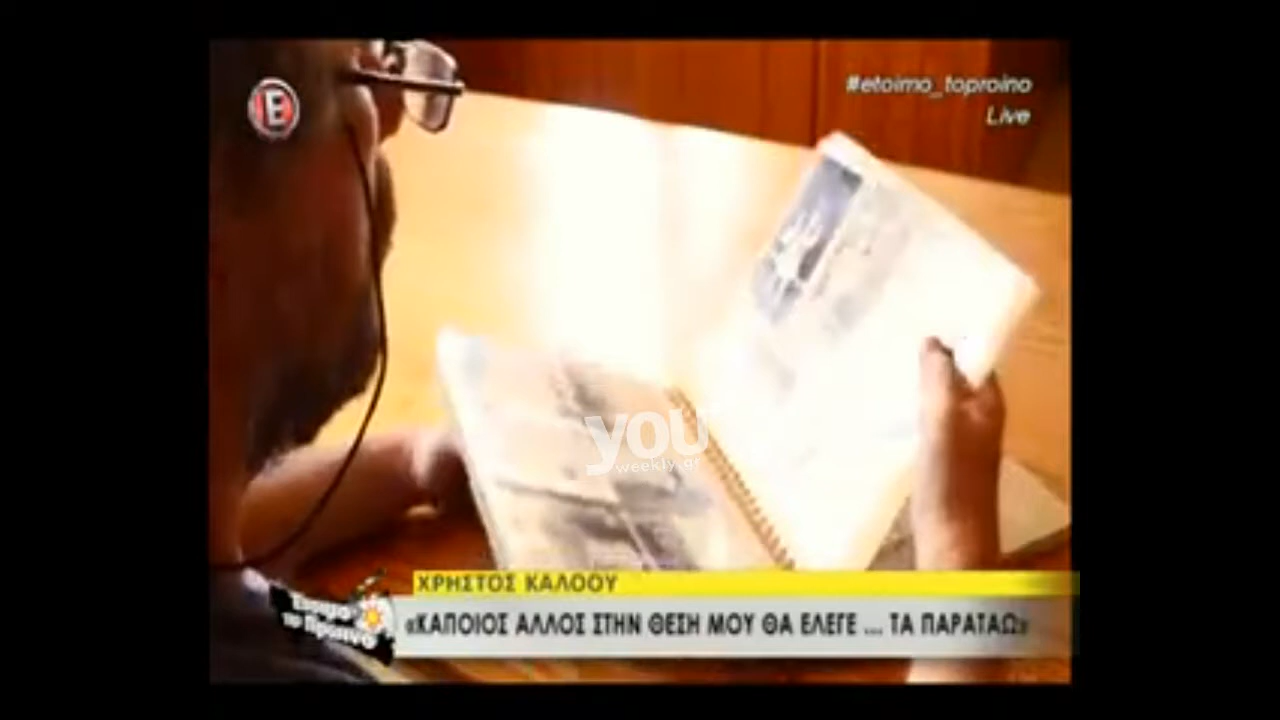 E
#etoimo_toproino
Live
you
weekly.gr
ΧΡΗΣΤΟΣ ΚΑΛΟΟΥ
Έτοιμο
το Πρωινό
«ΚΑΠΟΙΟΣ ΑΛΛΟΣ ΣΤΗΝ ΘΕΣΗ ΜΟΥ ΘΑ ΕΛΕΓΕ ... ΤΑ ΠΑΡΑΤΑΩ»